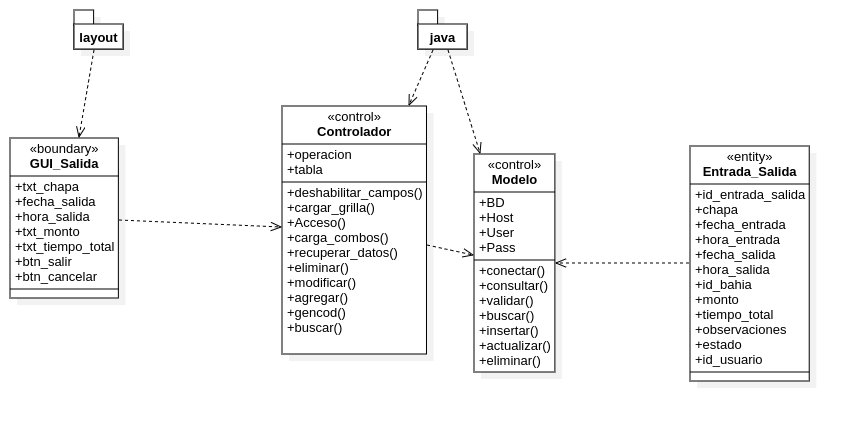 layout
java
«boundary»
GUI_Salida
+txt_chapa
+fecha_salida
+hora_salida
+txt_monto
+txt_tiempo_total
+btn_salir
+btn_cancelar
«control»
Controlador
+operacion
+tabla
+deshabilitar_campos()
+cargar_grilla()
+Acceso()
+carga_combos()
+recuperar_datos()
+eliminar()
+modificar()
+agregar()
+gencod()
+buscar()
«control»
Modelo
+BD
+Host
+User
+Pass
+conectar()
+consultar()
+validar()
+buscar()
+insertar()
+actualizar()
+eliminar()
«entity»
Entrada_Salida
+id_entrada_salida
+chapa
+fecha_entrada
+hora_entrada
+fecha_salida
+hora_salida
+id_bahia
+monto
+tiempo_total
+observaciones
+estado
+id_usuario